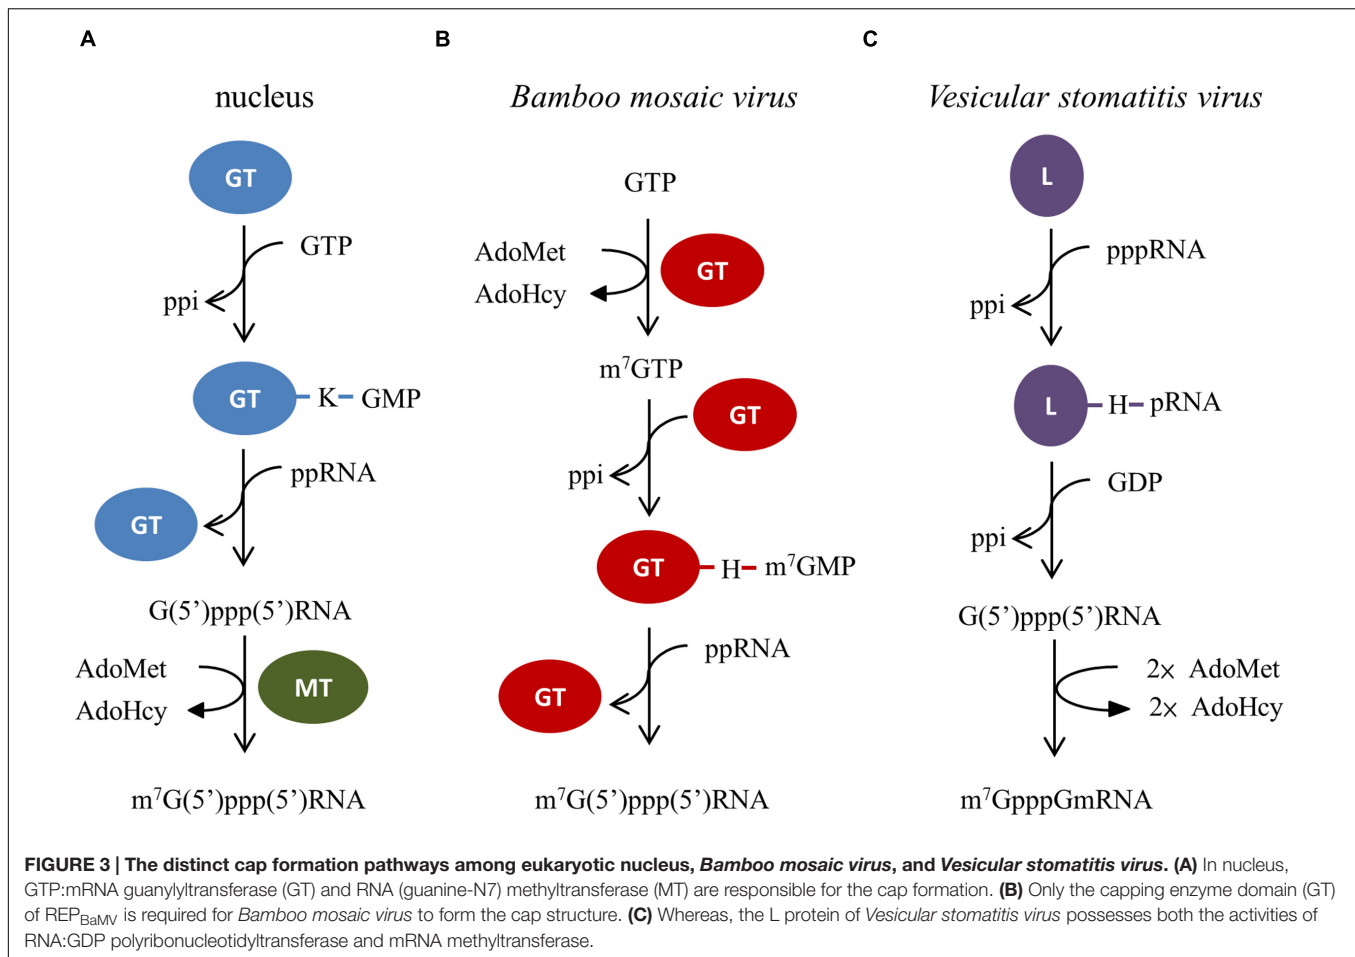 A
nucleus
GT
GTP
ppi
GT K GMP
ppRNA
GT
G(5’)ppp(5’)RNA
AdoMet
MT
AdoHcy
m⁷G(5’)ppp(5’)RNA
B
Bamboo mosaic virus
GTP
AdoMet
GT
AdoHcy
m⁷GTP
GT
ppi
GT H m⁷GMP
ppRNA
GT
m⁷G(5’)ppp(5’)RNA
C
Vesicular stomatitis virus
L
pppRNA
ppi
L H pRNA
GDP
ppi
G(5’)ppp(5’)RNA
2× AdoMet
2× AdoHcy
m⁷GpppGmRNA
FIGURE 3 | The distinct cap formation pathways among eukaryotic nucleus, Bamboo mosaic virus, and Vesicular stomatitis virus. (A) In nucleus,
GTP:mRNA guanylyltransferase (GT) and RNA (guanine-N7) methyltransferase (MT) are responsible for the cap formation. (B) Only the capping enzyme domain (GT)
of REPBaMV is required for Bamboo mosaic virus to form the cap structure. (C) Whereas, the L protein of Vesicular stomatitis virus possesses both the activities of
RNA:GDP polyribonucleotidyltransferase and mRNA methyltransferase.